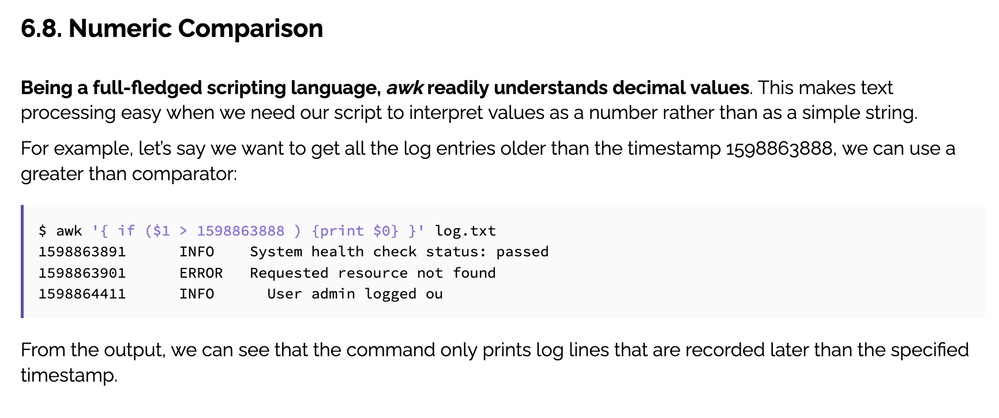 6.8. Numeric Comparison
Being a full-fledged scripting language, awk readily understands decimal values. This makes text
processing easy when we need our script to interpret values as a number rather than as a simple string.
For example, let's say we want to get all the log entries older than the timestamp 1598863888, we can use a
greater than comparator:
$ awk '{ if ($1 > 1598863888 ) {print $0} }' log.txt
1598863891      INFO    System health check status: passed
1598863901      ERROR   Requested resource not found
1598864411      INFO      User admin logged ou
From the output, we can see that the command only prints log lines that are recorded later than the specified
timestamp.